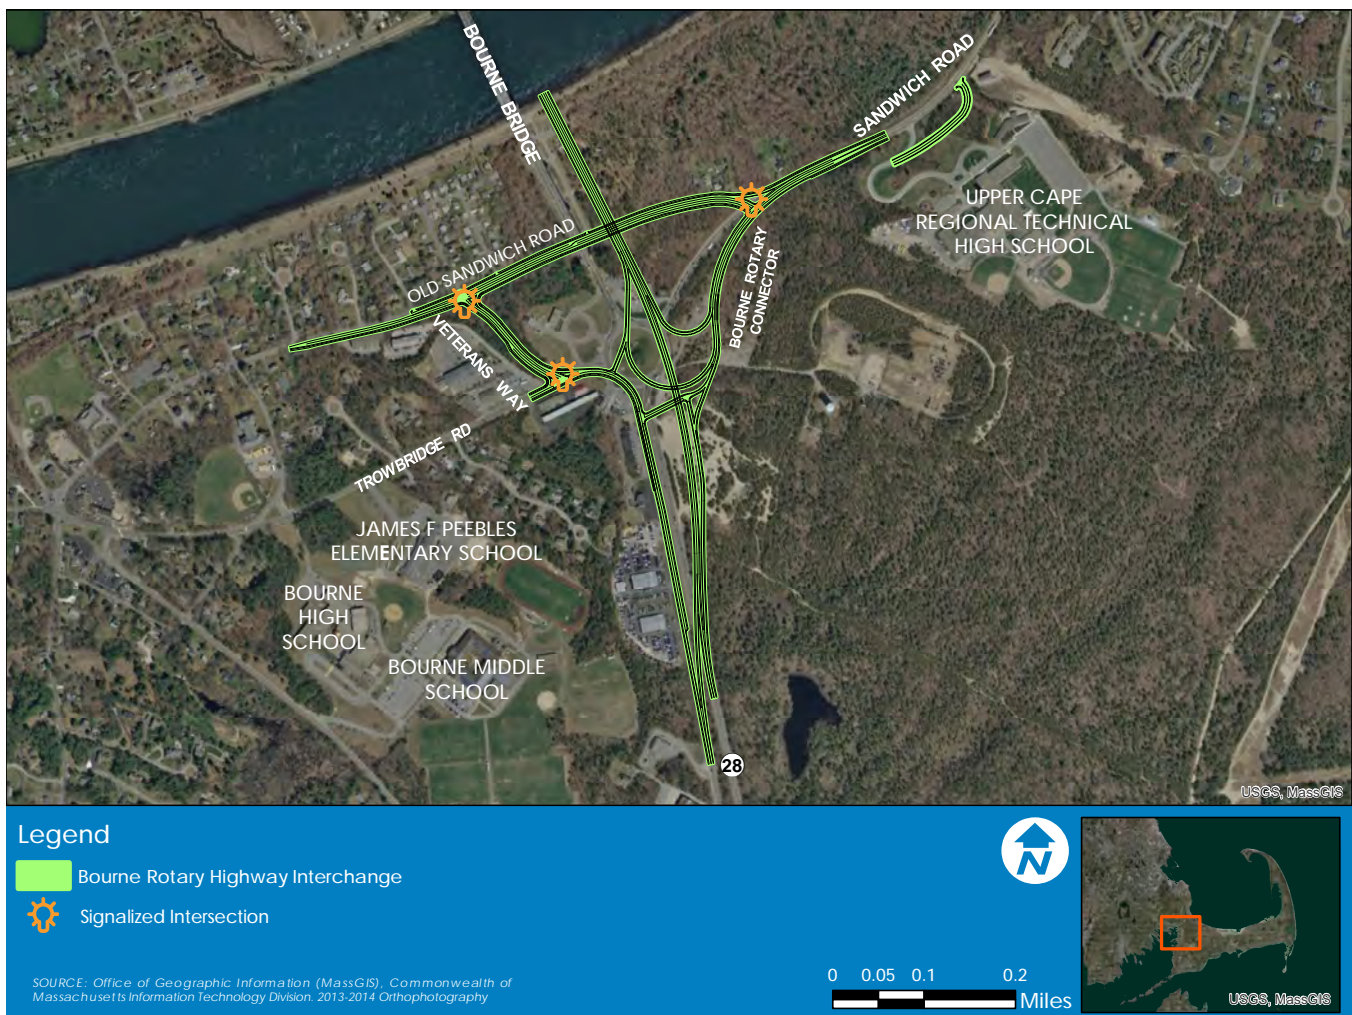 BOURNE BRIDGE
SANDWICH ROAD
UPPER CAPE
REGIONAL TECHNICAL
HIGH SCHOOL
OLD SANDWICH ROAD
BOURNE ROTARY
CONNECTOR
VETERANS WAY
TROWBRIDGE RD
JAMES F PEEBLES
ELEMENTARY SCHOOL
BOURNE
HIGH
SCHOOL
BOURNE MIDDLE
SCHOOL
28
USGS, MassGIS
Legend
Bourne Rotary Highway Interchange
Signalized Intersection
N
SOURCE: Office of Geographic Information (MassGIS), Commonwealth of
Massachusetts Information Technology Division. 2013-2014 Orthophotography
0 0.05 0.1 0.2
Miles
USGS, MassGIS